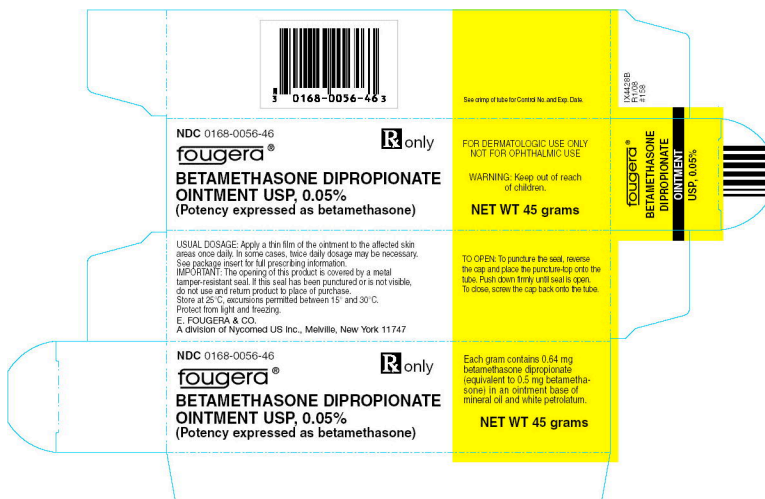 3 0168-0056-46 3
See crimp of tube for Control No. and Exp. Date.
IX4428B
R1/08
#158
NDC 0168-0056-46
fougera®
Rx only
BETAMETHASONE DIPROPIONATE
OINTMENT USP, 0.05%
(Potency expressed as betamethasone)
FOR DERMATOLOGIC USE ONLY
NOT FOR OPHTHALMIC USE
WARNING: Keep out of reach
of children.
NET WT 45 grams
fougera®
BETAMETHASONE
DIPROPIONATE
OINTMENT
USP, 0.05%
USUAL DOSAGE: Apply a thin film of the ointment to the affected skin
areas once daily. In some cases, twice daily dosage may be necessary.
See package insert for full prescribing information.
IMPORTANT: The opening of this product is covered by a metal
tamper-resistant seal. If this seal has been punctured or is not visible,
do not use and return product to place of purchase.
Store at 25°C, excursions permitted between 15° and 30°C.
Protect from light and freezing.
E. FOUGERA & CO.
A division of Nycomed US Inc., Melville, New York 11747
TO OPEN: To puncture the seal, reverse
the cap and place the puncture-top onto the
tube. Push down firmly until seal is open.
To close, screw the cap back onto the tube.
NDC 0168-0056-46
fougera®
Rx only
BETAMETHASONE DIPROPIONATE
OINTMENT USP, 0.05%
(Potency expressed as betamethasone)
Each gram contains 0.64 mg
betamethasone dipropionate
(equivalent to 0.5 mg betametha-
sone) in an ointment base of
mineral oil and white petrolatum.
NET WT 45 grams